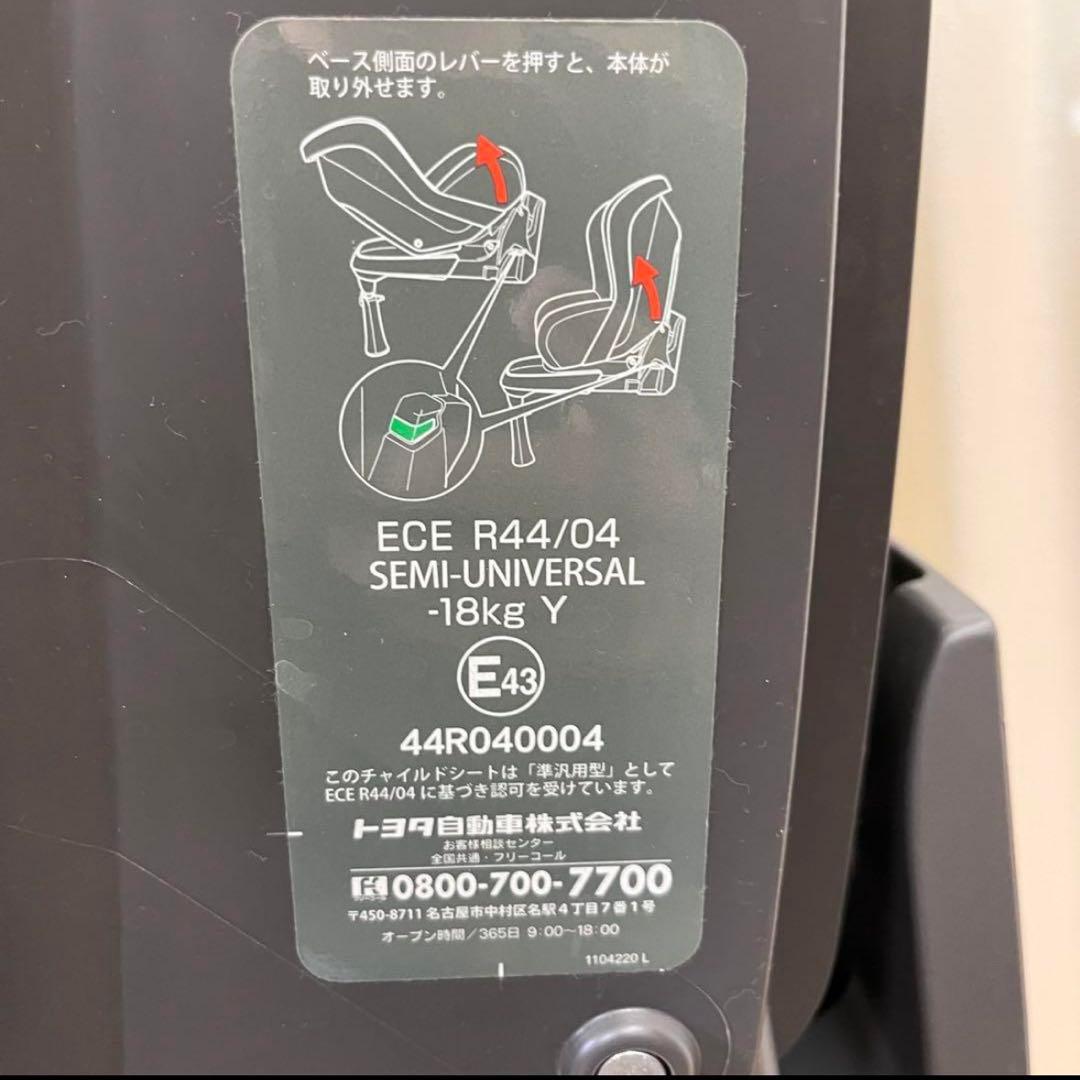 ベース側面のレバーを押すと、本体が
取り外せます。
ECE R44/04
SEMI-UNIVERSAL
-18kg Y
E43
44R040004
このチャイルドシートは「準汎用型」として
ECE R44/04 に基づき認可を受けています。
トヨタ自動車株式会社
お客様相談センター
全国共通・フリーコール
0800-700-7700
〒450-8711 名古屋市中村区名駅4丁目7番1号
オープン時間/365日 9:00〜18:00
1104220 L